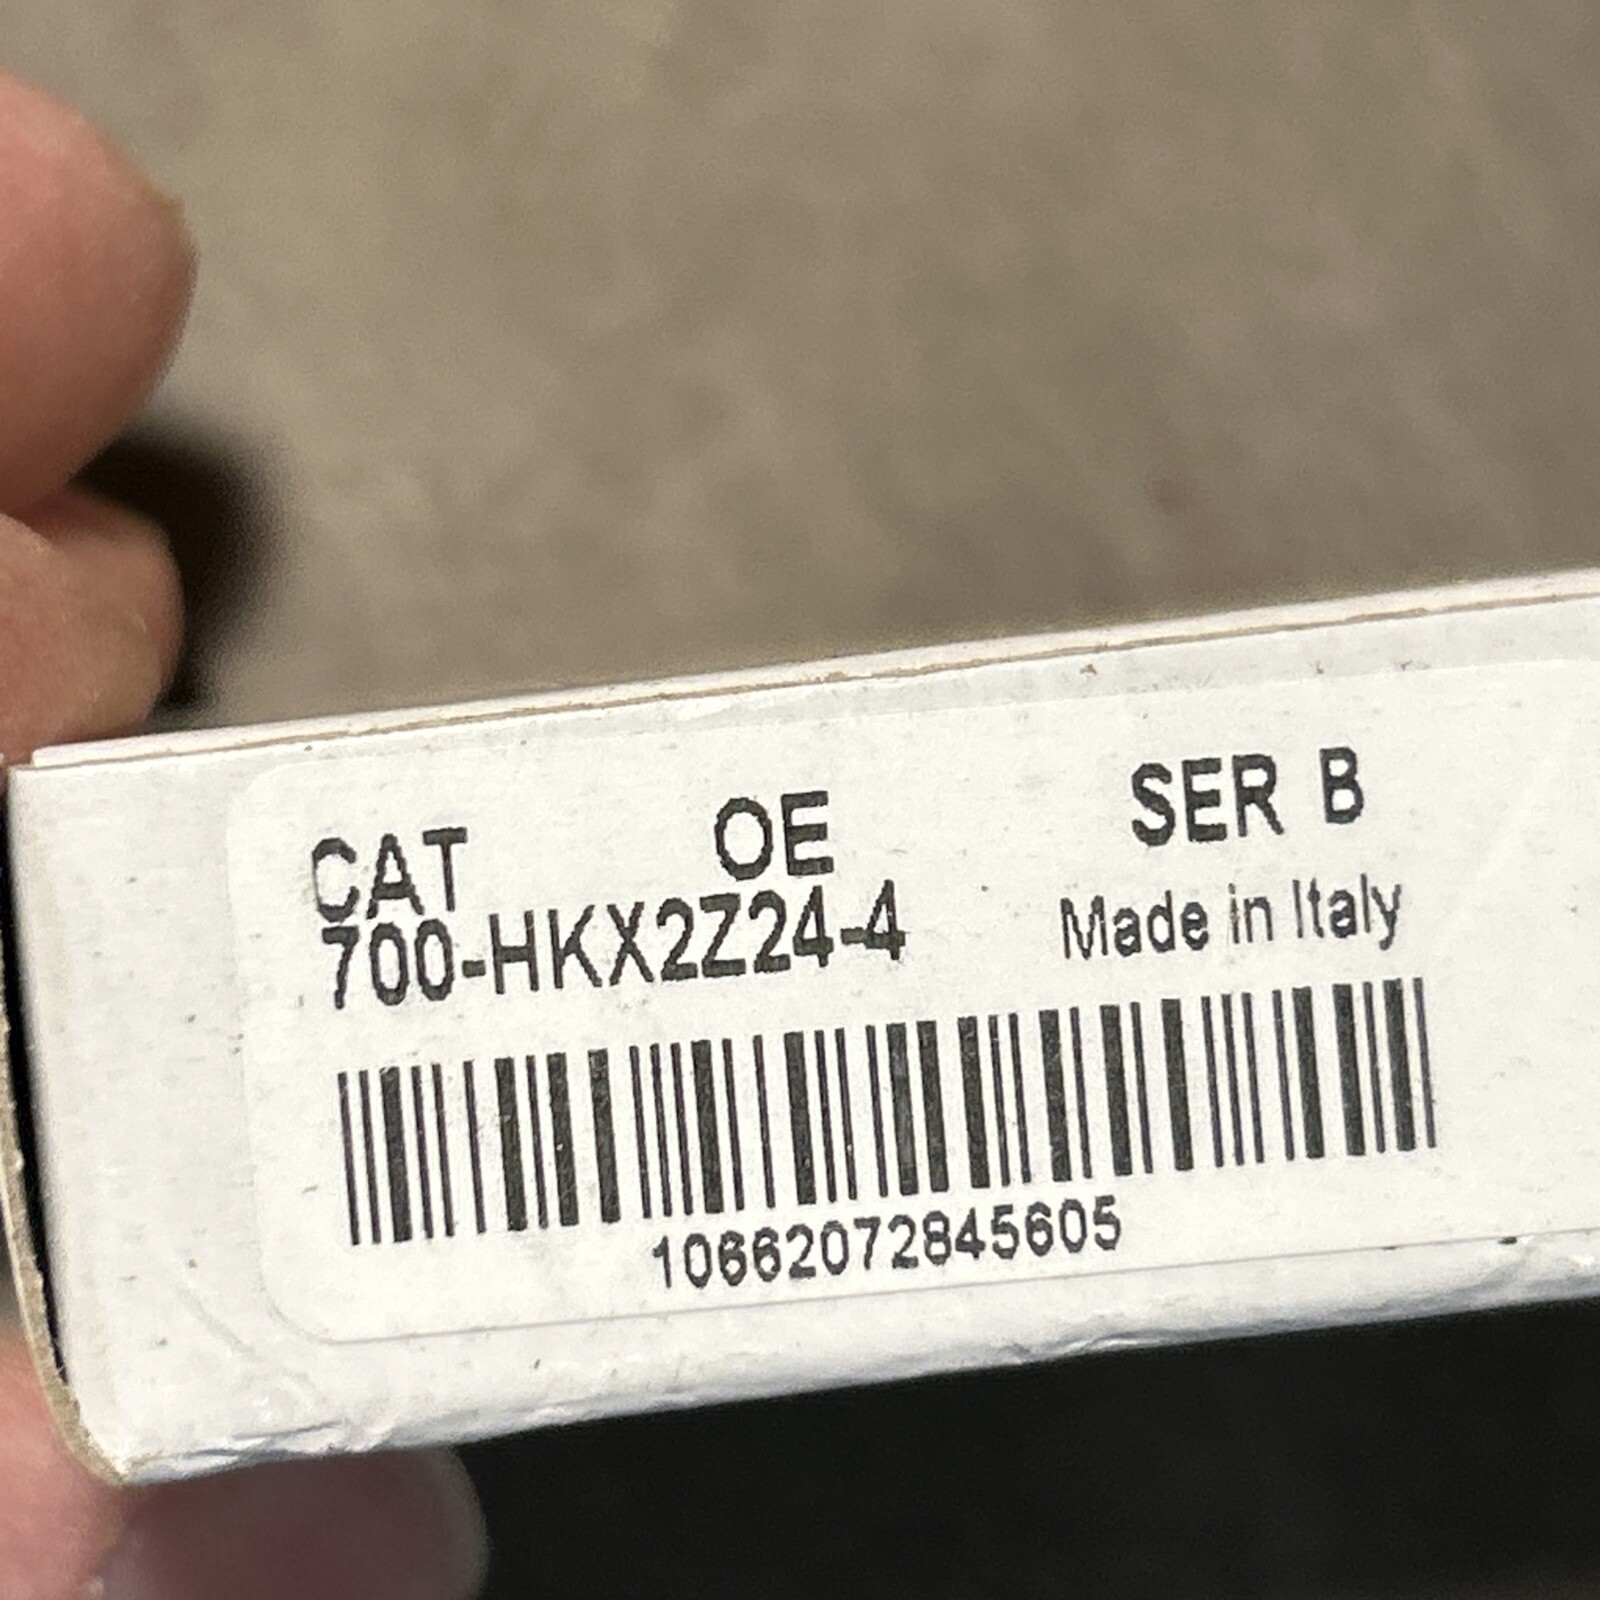 CAT OE SER B
700-HKX2Z24-4 Made in Italy
10662072845605